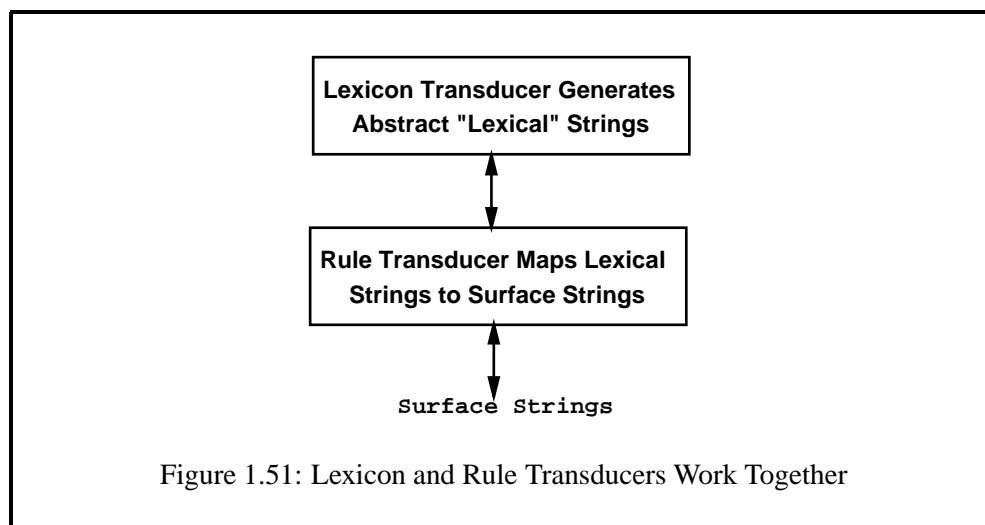 Lexicon Transducer Generates
Abstract "Lexical" Strings
Rule Transducer Maps Lexical
Strings to Surface Strings
Surface Strings
Figure 1.51: Lexicon and Rule Transducers Work Together